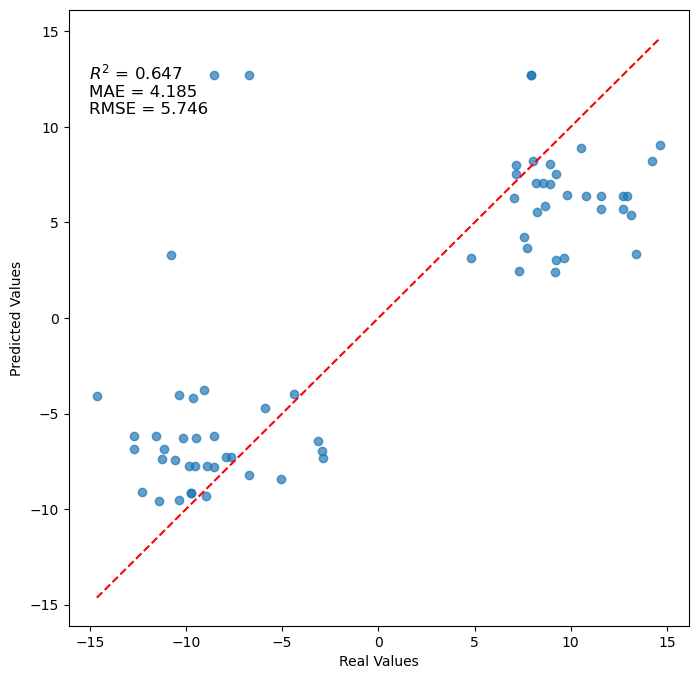 15
10
5
0
−5
−10
−15
Predicted Values
R² = 0.647
MAE = 4.185
RMSE = 5.746
−15 −10 −5 0 5 10 15
Real Values